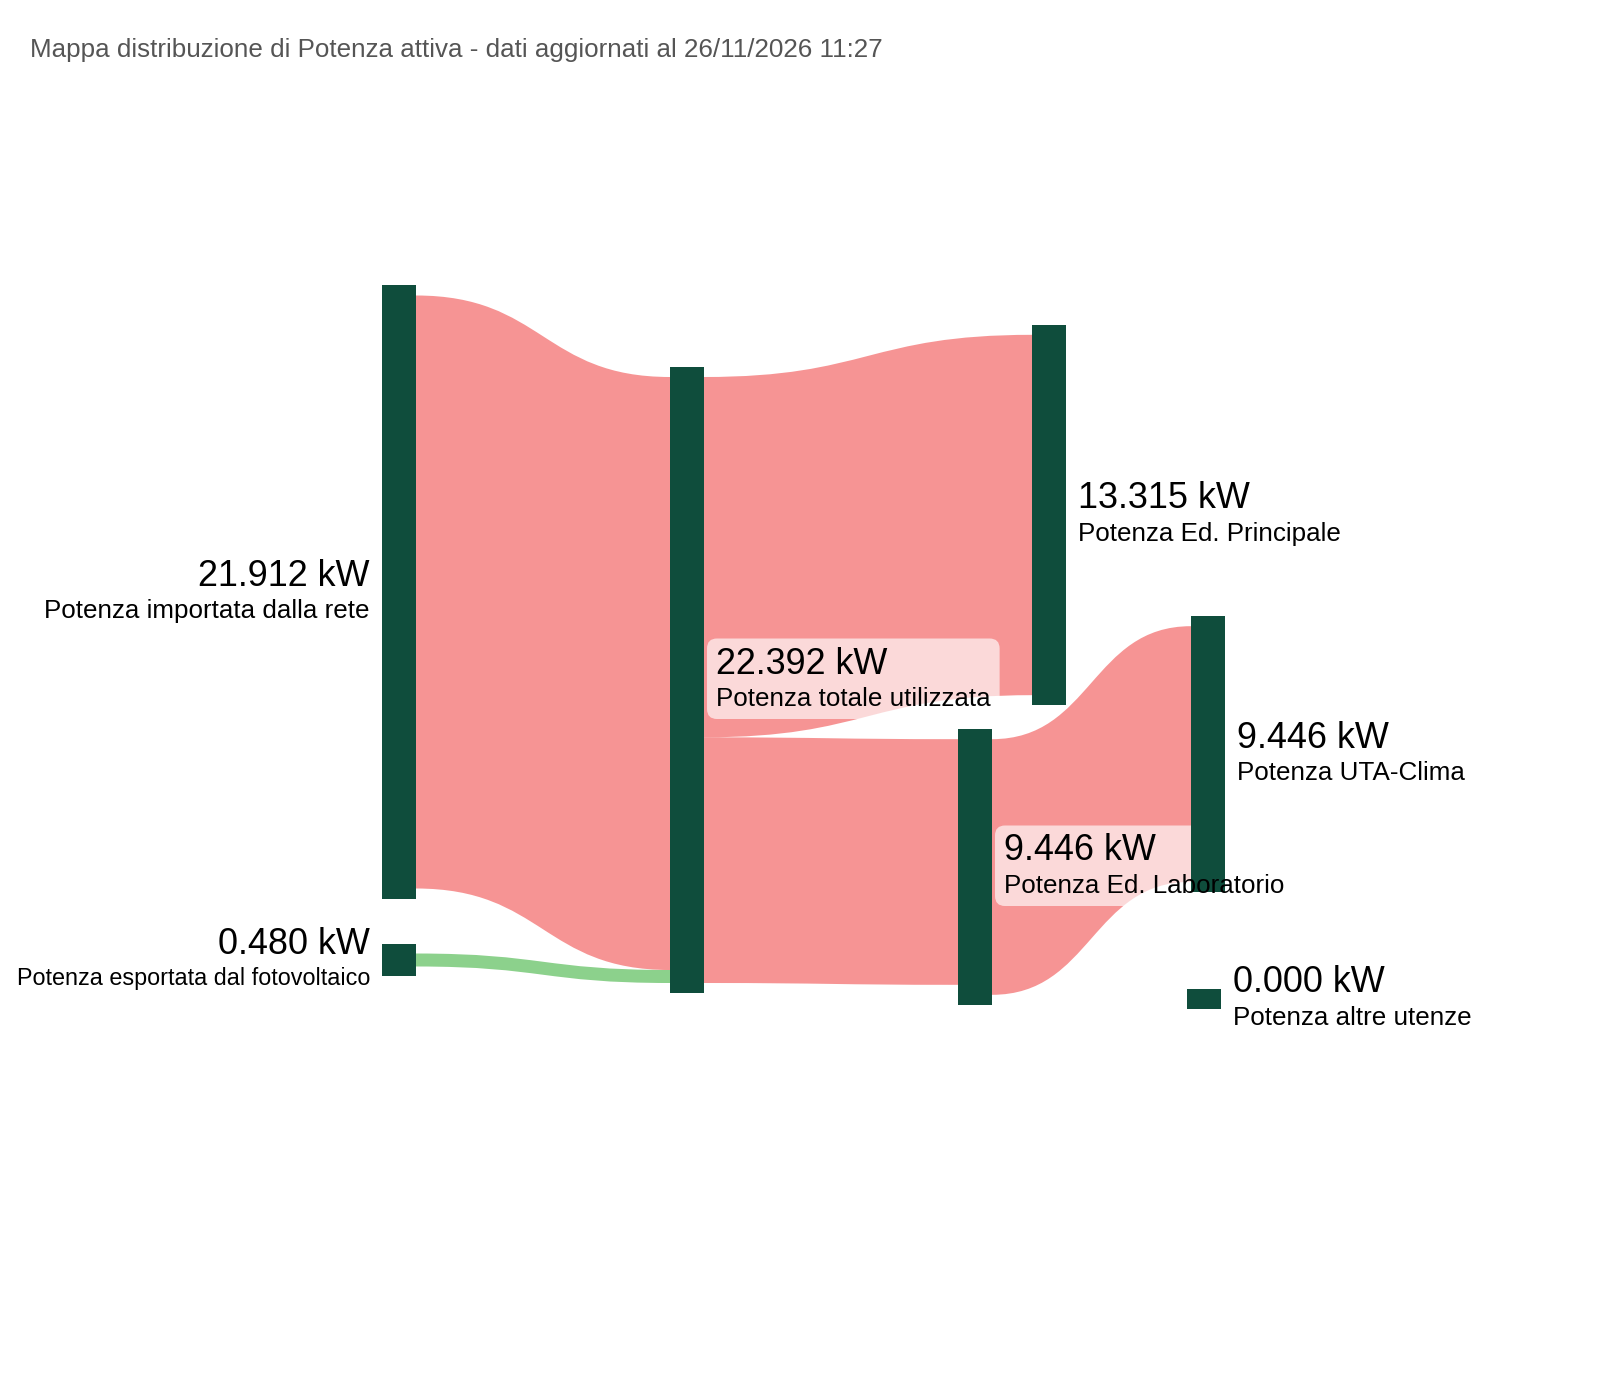 Mappa distribuzione di Potenza attiva - dati aggiornati al 26/11/2026 11:27
13.315 kW
Potenza Ed. Principale
21.912 kW
Potenza importata dalla rete
22.392 kW
Potenza totale utilizzata
9.446 kW
Potenza UTA-Clima
9.446 kW
Potenza Ed. Laboratorio
0.480 kW
Potenza esportata dal fotovoltaico
0.000 kW
Potenza altre utenze